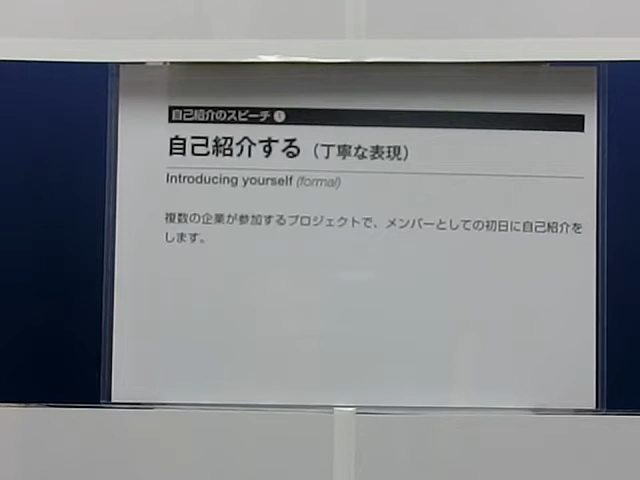 自己紹介のスピーチ❶
自己紹介する（丁寧な表現）
Introducing yourself (formal)
複数の企業が参加するプロジェクトで、メンバーとしての初日に自己紹介を
します。